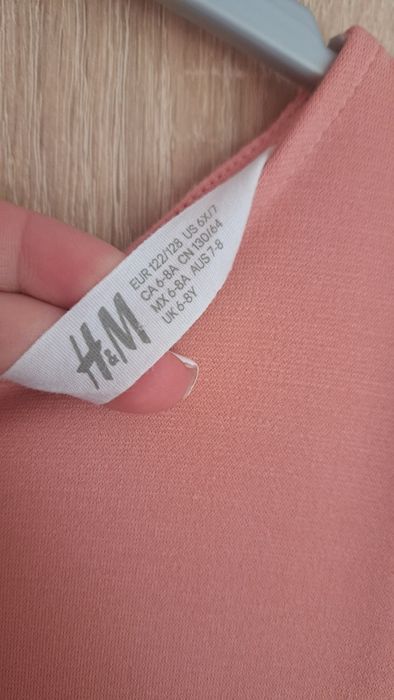 H&M
EUR 122/128 US 6X/7
CA 6-8A CN 130/64
MX 6-8A AUS 7-8
UK 6-8Y